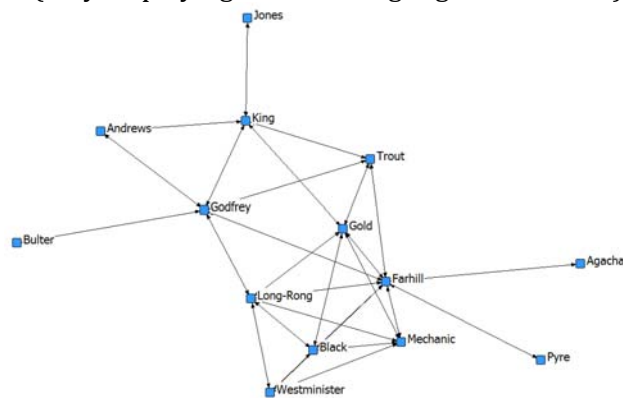 Jones
King
Andrews
Trout
Godfrey
Gold
Bulter
Agacha
Farhill
Long-Rong
Mechanic
Black
Pyre
Westminister